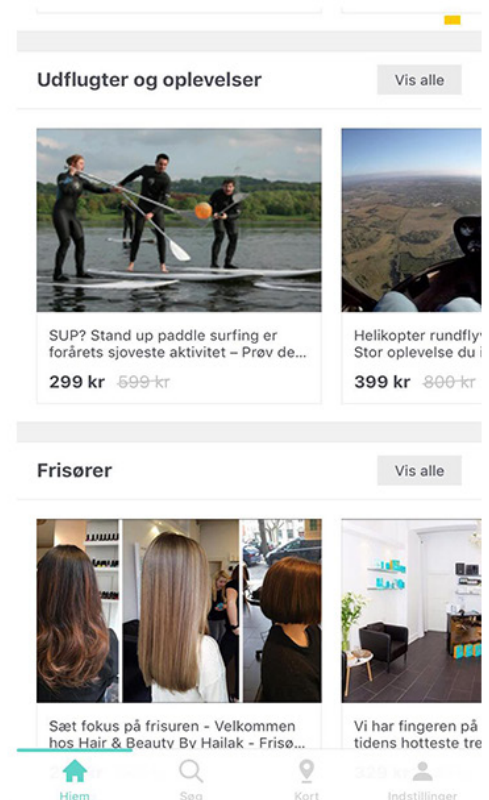 Udflugter og oplevelser
Vis alle
SUP? Stand up paddle surfing er
forårets sjoveste aktivitet – Prøv de...
299 kr 599 kr
Helikopter rundflyv
Stor oplevelse du i
399 kr 800 kr
Frisører
Vis alle
Sæt fokus på frisuren - Velkommen
hos Hair & Beauty By Hailak - Frisø...
Vi har fingeren på
tidens hotteste tre
Hjem
Søg
Kort
Indstillinger